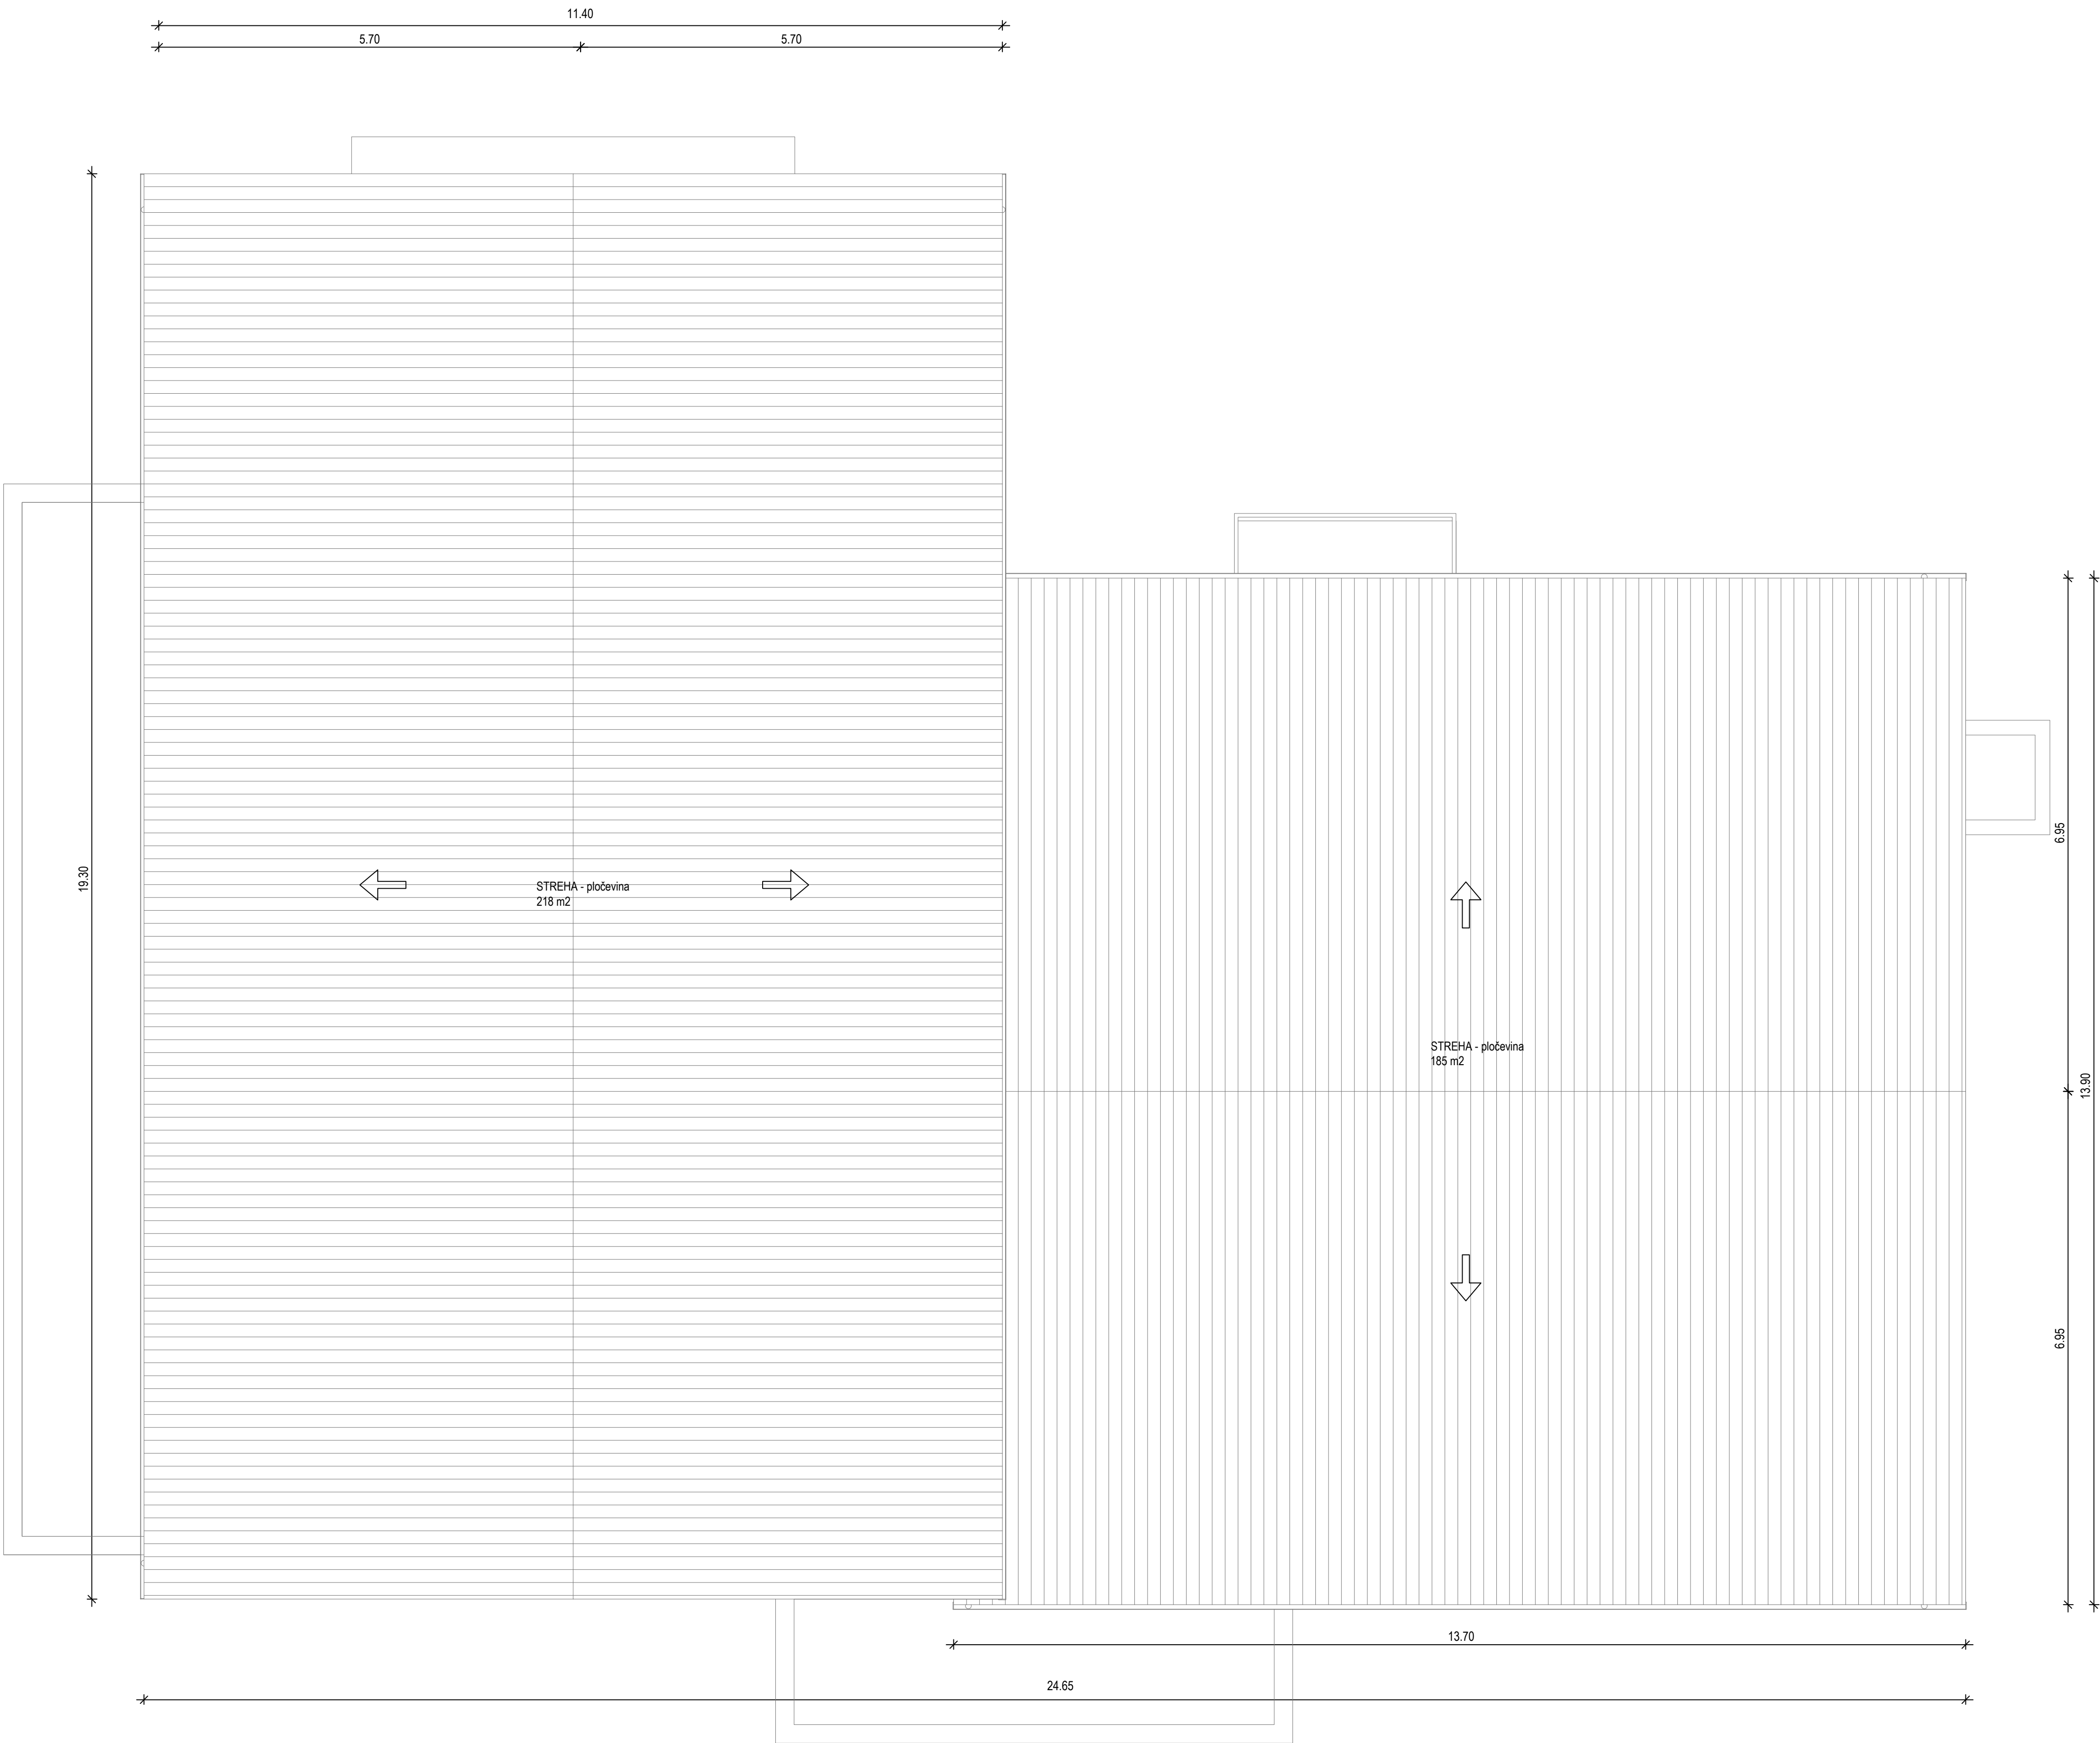 11.40
5.70
5.70
19.30
STREHA - pločevina
218 m2
6.95
STREHA - pločevina
185 m2
13.90
6.95
13.70
24.65